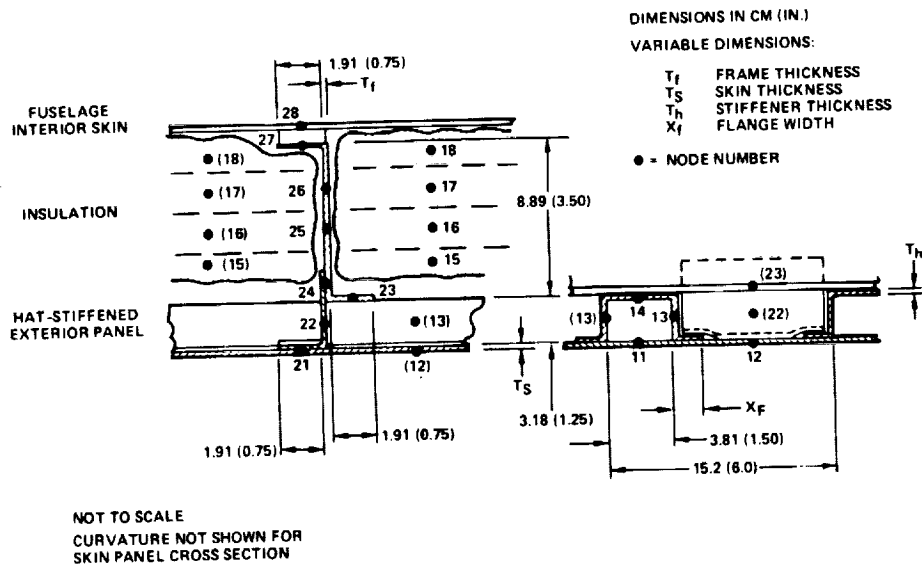 DIMENSIONS IN CM (IN.)
VARIABLE DIMENSIONS:
Tf FRAME THICKNESS
TS SKIN THICKNESS
Th STIFFENER THICKNESS
Xf FLANGE WIDTH
● = NODE NUMBER
1.91 (0.75)
Tf
FUSELAGE
INTERIOR SKIN
28
27
(18)
18
(17)
26
17
INSULATION
8.89 (3.50)
(16)
25
16
(15)
15
Th
24
23
(23)
HAT-STIFFENED
EXTERIOR PANEL
22
(13)
(13)
14
13
(22)
21
(12)
11
12
TS
XF
3.18 (1.25)
1.91 (0.75)
1.91 (0.75)
3.81 (1.50)
15.2 (6.0)
NOT TO SCALE
CURVATURE NOT SHOWN FOR
SKIN PANEL CROSS SECTION